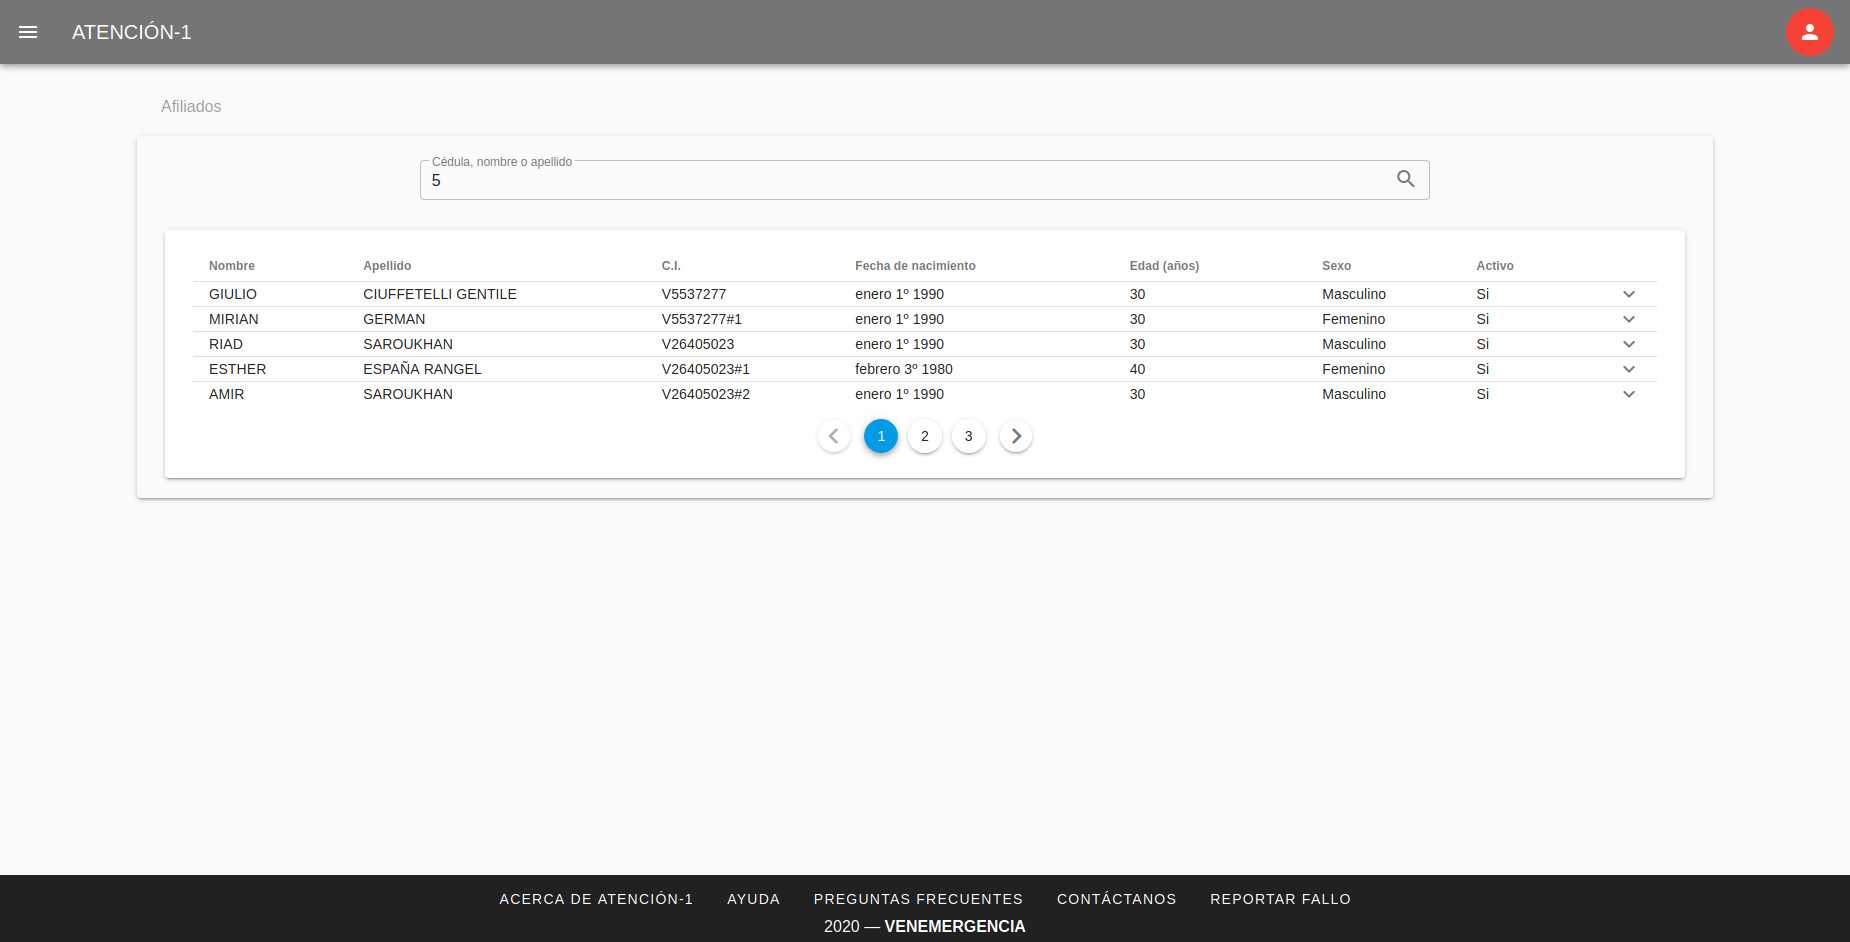 ATENCIÓN-1
Afiliados
Cédula, nombre o apellido
5
Nombre Apellido C.I. Fecha de nacimiento Edad (años) Sexo Activo
GIULIO CIUFFETELLI GENTILE V5537277 enero 1º 1990 30 Masculino Si
MIRIAN GERMAN V5537277#1 enero 1º 1990 30 Femenino Si
RIAD SAROUKHAN V26405023 enero 1º 1990 30 Masculino Si
ESTHER ESPAÑA RANGEL V26405023#1 febrero 3º 1980 40 Femenino Si
AMIR SAROUKHAN V26405023#2 enero 1º 1990 30 Masculino Si
1 2 3
ACERCA DE ATENCIÓN-1 AYUDA PREGUNTAS FRECUENTES CONTÁCTANOS REPORTAR FALLO
2020 — VENEMERGENCIA